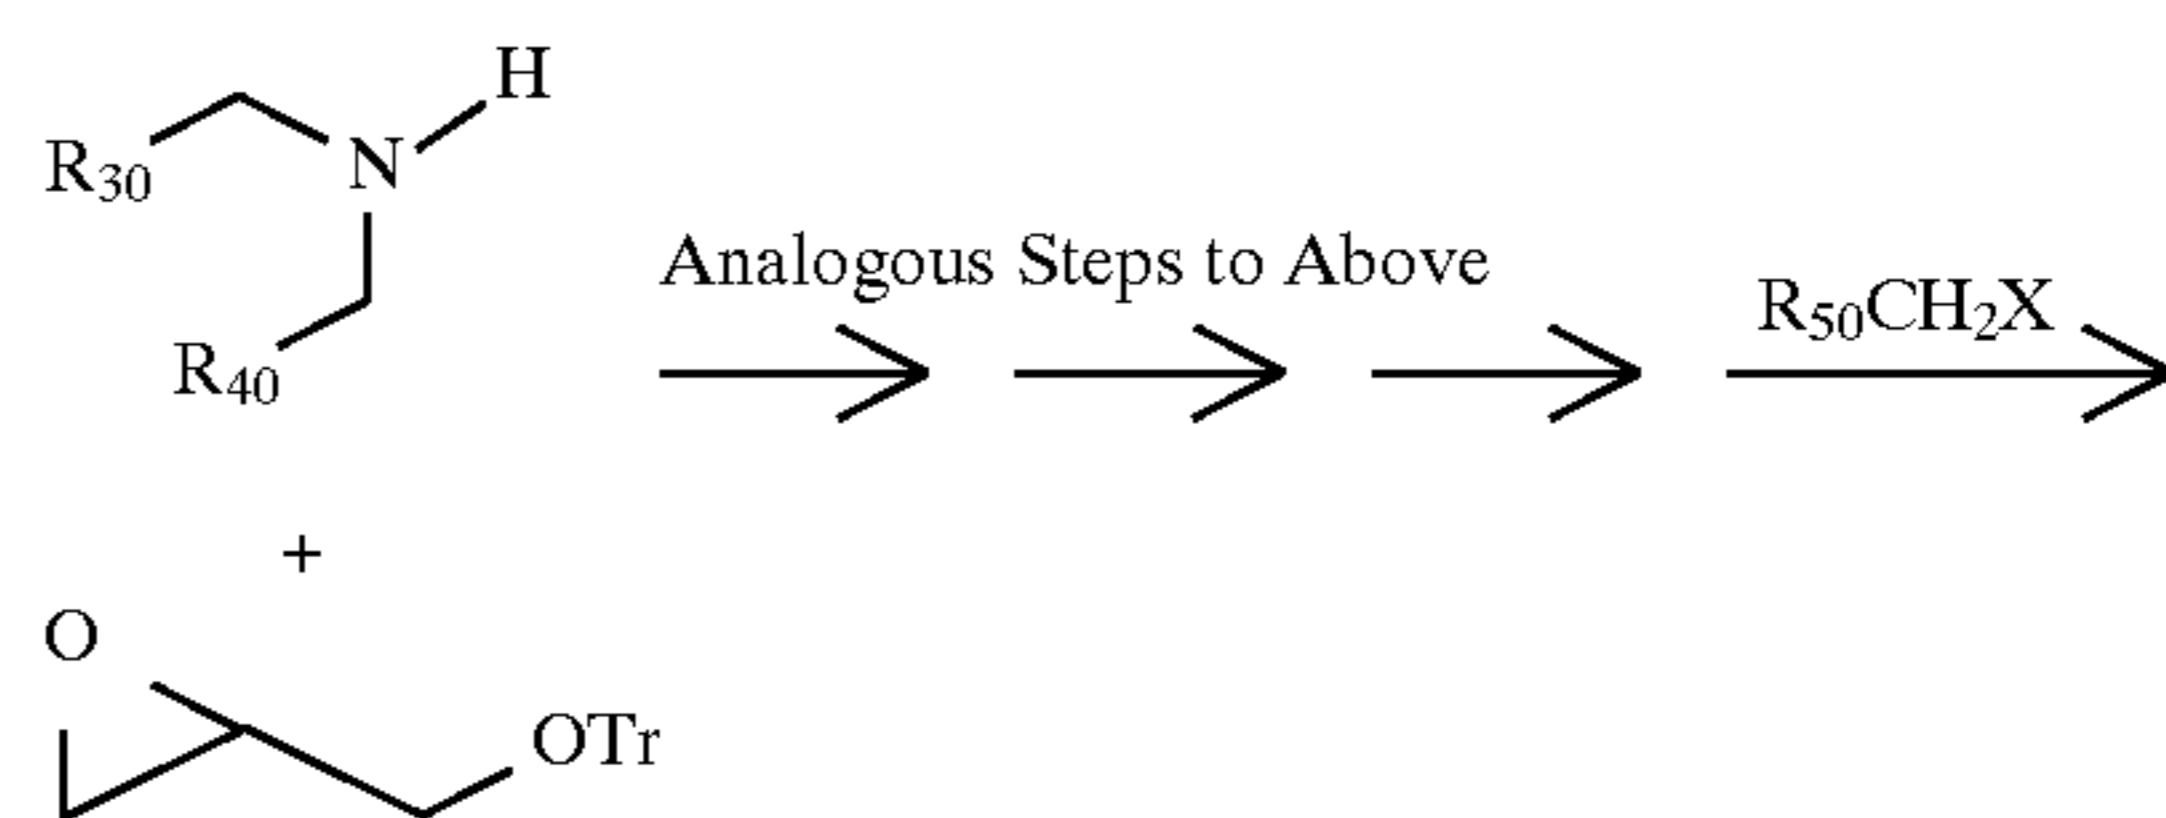 H
N
R₃₀
R₄₀
Analogous Steps to Above
R₅₀CH₂X
+
O
OTr